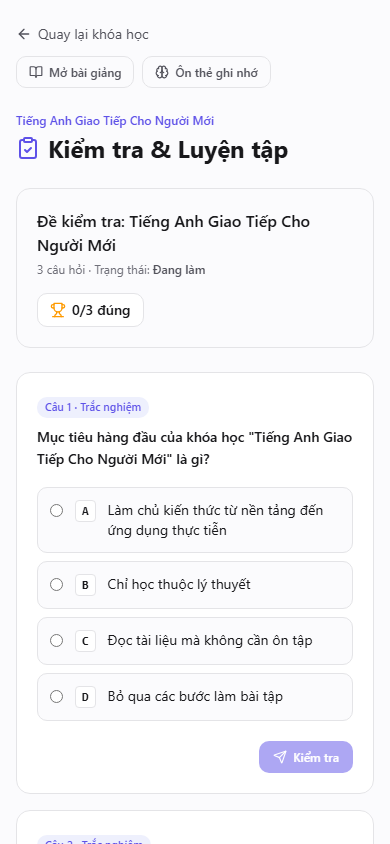 Quay lại khóa học
Mở bài giảng
Ôn thẻ ghi nhớ
Tiếng Anh Giao Tiếp Cho Người Mới
Kiểm tra & Luyện tập
Đề kiểm tra: Tiếng Anh Giao Tiếp Cho
Người Mới
3 câu hỏi · Trạng thái: Đang làm
0/3 đúng
Câu 1 · Trắc nghiệm
Mục tiêu hàng đầu của khóa học "Tiếng Anh Giao
Tiếp Cho Người Mới" là gì?
A Làm chủ kiến thức từ nền tảng đến
ứng dụng thực tiễn
B Chỉ học thuộc lý thuyết
C Đọc tài liệu mà không cần ôn tập
D Bỏ qua các bước làm bài tập
Kiểm tra
Câu 2 · Trắc nghiệm